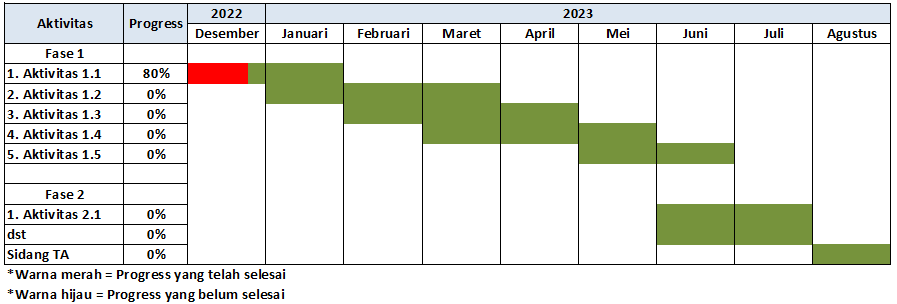 Aktivitas Progress 2022 2023
Desember Januari Februari Maret April Mei Juni Juli Agustus
Fase 1
1. Aktivitas 1.1 80%
2. Aktivitas 1.2 0%
3. Aktivitas 1.3 0%
4. Aktivitas 1.4 0%
5. Aktivitas 1.5 0%
Fase 2
1. Aktivitas 2.1 0%
dst 0%
Sidang TA 0%
*Warna merah = Progress yang telah selesai
*Warna hijau = Progress yang belum selesai